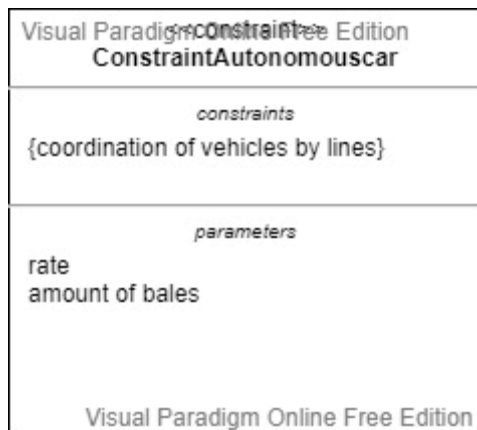 Visual Paradigm Online Free Edition
<<constraint>>
ConstraintAutonomouscar
constraints
{coordination of vehicles by lines}
parameters
rate
amount of bales
Visual Paradigm Online Free Edition